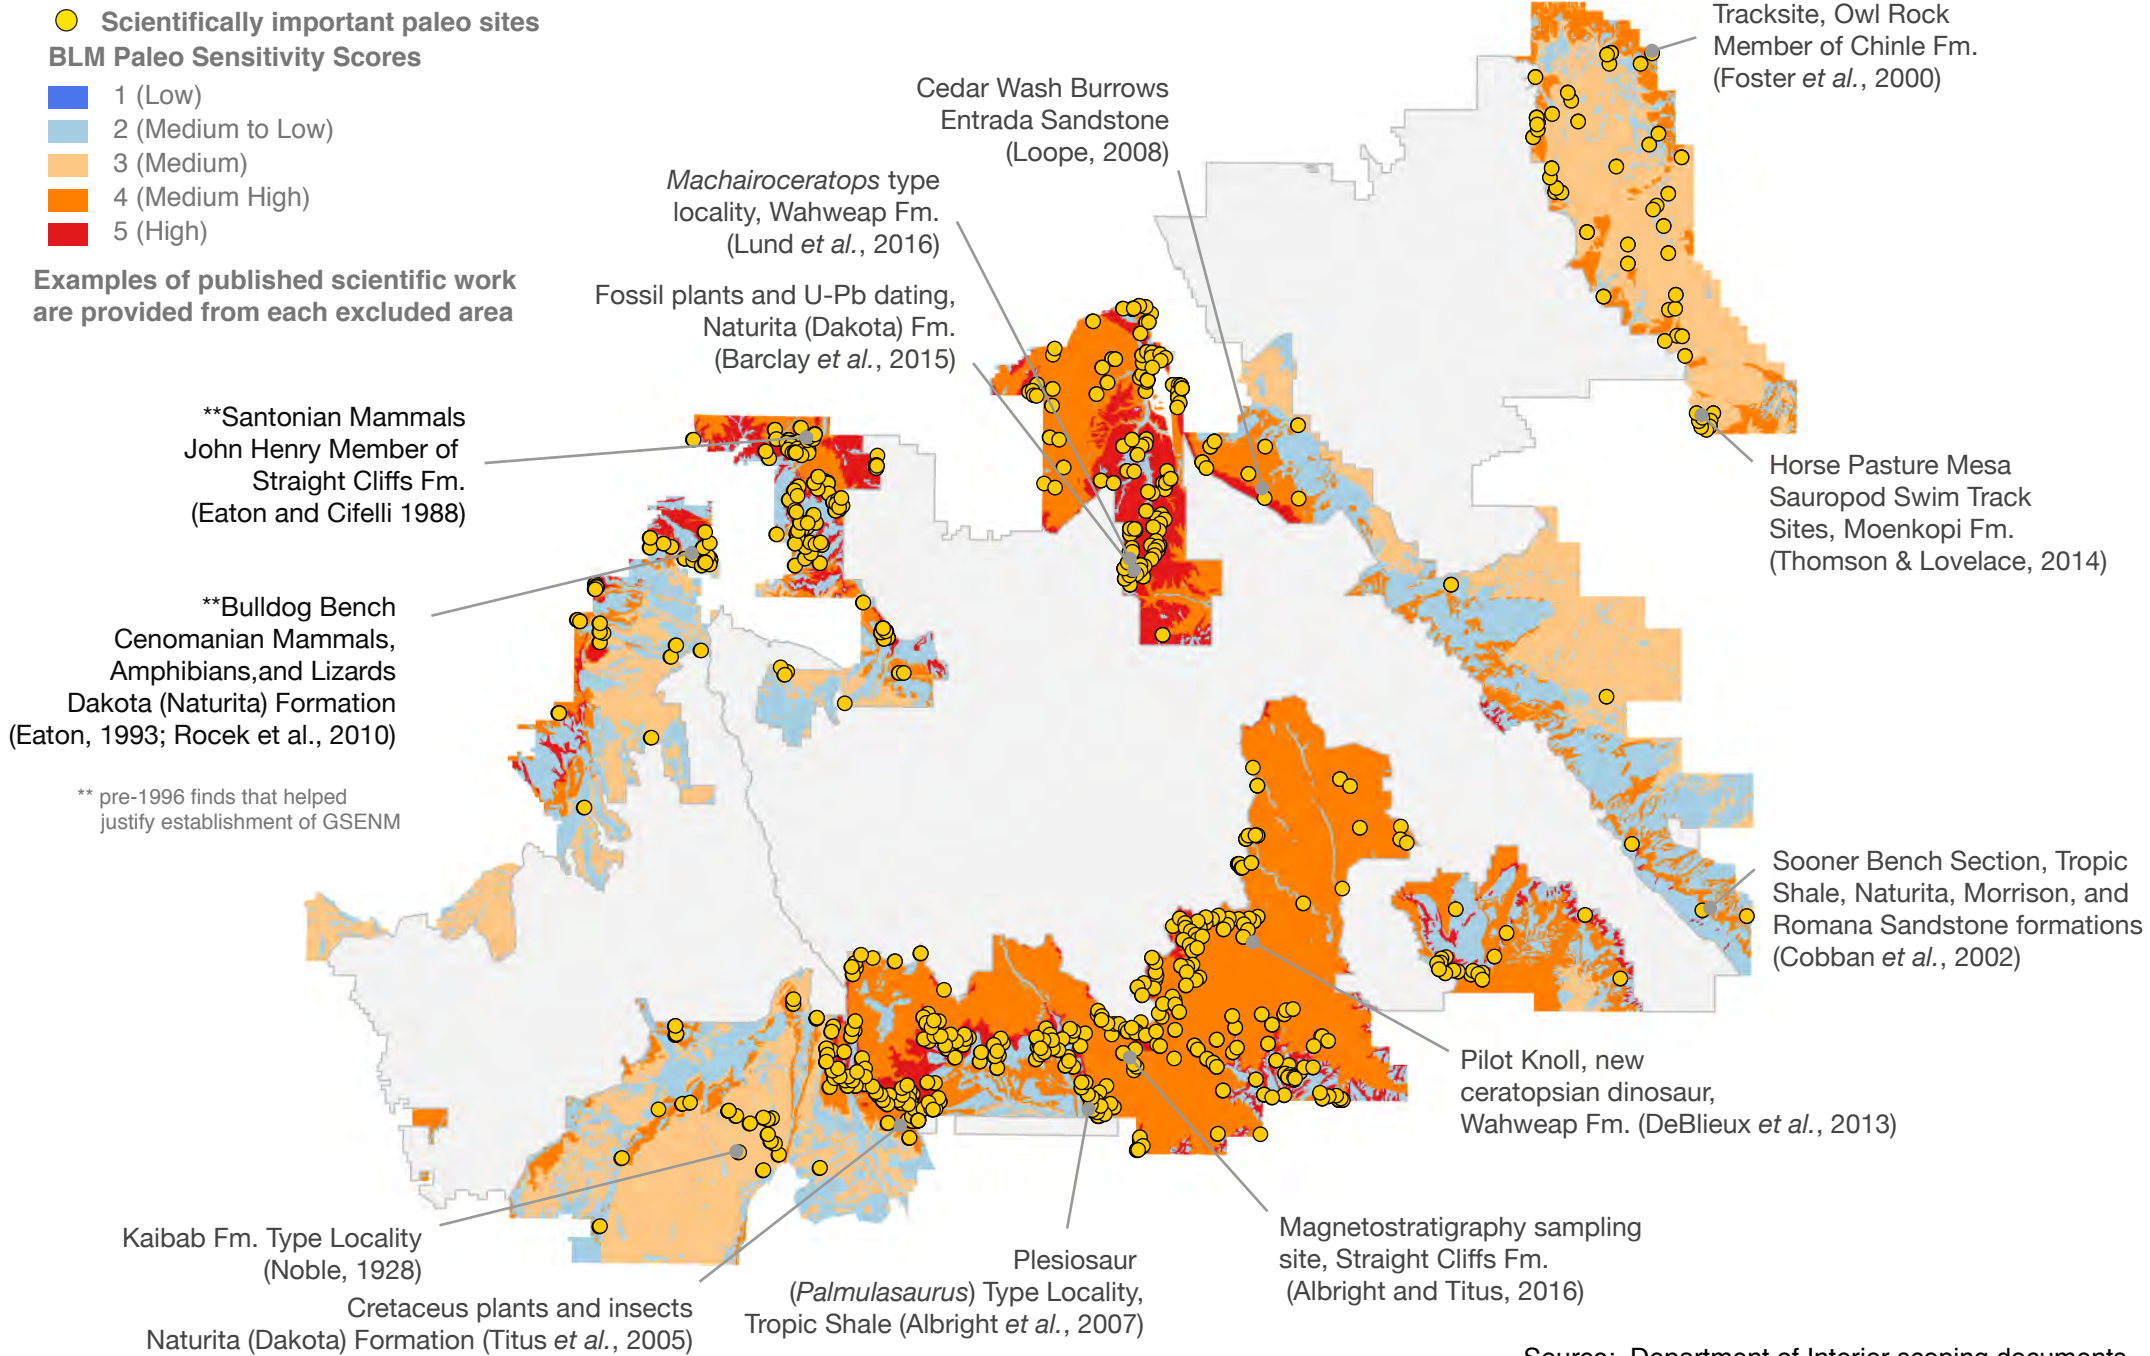 Scientifically important paleo sites
BLM Paleo Sensitivity Scores
1 (Low)
2 (Medium to Low)
3 (Medium)
4 (Medium High)
5 (High)
Examples of published scientific work
are provided from each excluded area
Tracksite, Owl Rock
Member of Chinle Fm.
(Foster et al., 2000)
Cedar Wash Burrows
Entrada Sandstone
(Loope, 2008)
Machairoceratops type
locality, Wahweap Fm.
(Lund et al., 2016)
Fossil plants and U-Pb dating,
Naturita (Dakota) Fm.
(Barclay et al., 2015)
**Santonian Mammals
John Henry Member of
Straight Cliffs Fm.
(Eaton and Cifelli 1988)
**Bulldog Bench
Cenomanian Mammals,
Amphibians,and Lizards
Dakota (Naturita) Formation
(Eaton, 1993; Rocek et al., 2010)
** pre-1996 finds that helped
justify establishment of GSENM
Horse Pasture Mesa
Sauropod Swim Track
Sites, Moenkopi Fm.
(Thomson & Lovelace, 2014)
Sooner Bench Section, Tropic
Shale, Naturita, Morrison, and
Romana Sandstone formations
(Cobban et al., 2002)
Pilot Knoll, new
ceratopsian dinosaur,
Wahweap Fm. (DeBlieux et al., 2013)
Magnetostratigraphy sampling
site, Straight Cliffs Fm.
(Albright and Titus, 2016)
Plesiosaur
(Palmulasaurus) Type Locality,
Tropic Shale (Albright et al., 2007)
Kaibab Fm. Type Locality
(Noble, 1928)
Cretaceus plants and insects
Naturita (Dakota) Formation (Titus et al., 2005)
Source: Department of Interior scoping documents